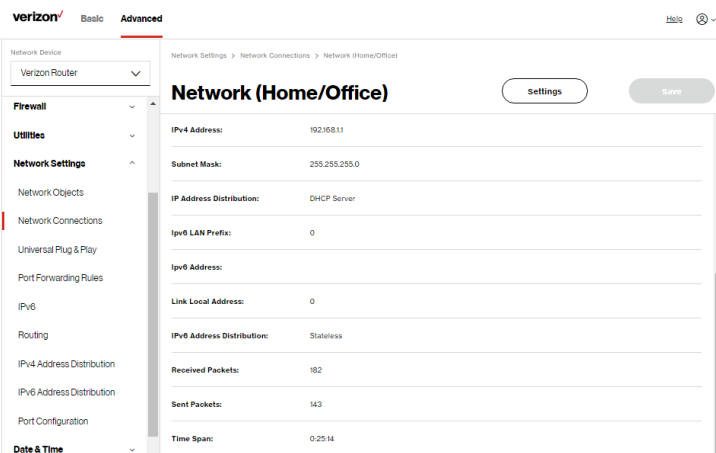 verizon✓ Basic Advanced Help
Network Device
Verizon Router
Firewall
Utilities
Network Settings
Network Objects
Network Connections
Universal Plug & Play
Port Forwarding Rules
IPv6
Routing
IPv4 Address Distribution
IPv6 Address Distribution
Port Configuration
Date & Time
Network Settings > Network Connections > Network (Home/Office)
Network (Home/Office) Settings Save
IPv4 Address: 192.168.1.1
Subnet Mask: 255.255.255.0
IP Address Distribution: DHCP Server
Ipv6 LAN Prefix: 0
Ipv6 Address:
Link Local Address: 0
IPv6 Address Distribution: Stateless
Received Packets: 182
Sent Packets: 143
Time Span: 0:25:14